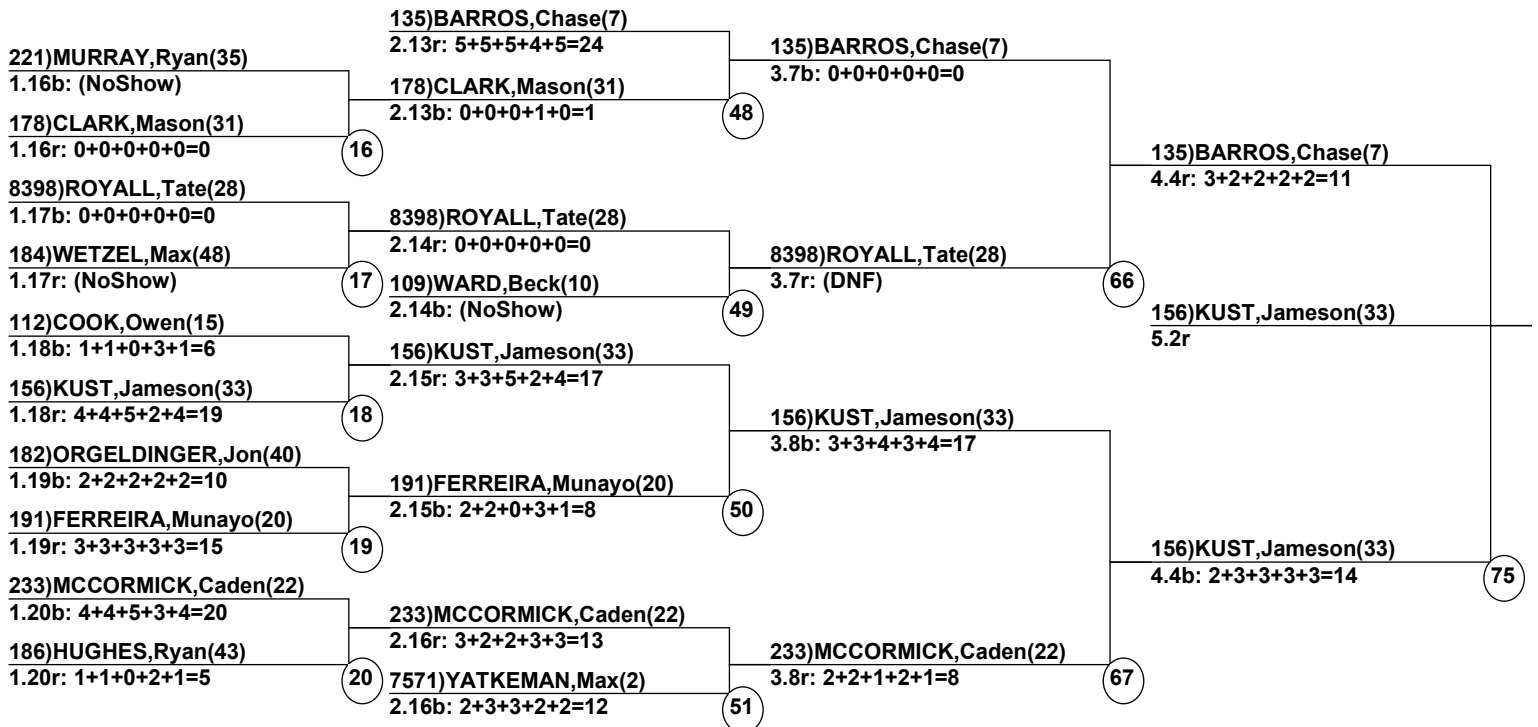 221)MURRAY,Ryan(35)
1.16b: (NoShow)
178)CLARK,Mason(31)
1.16r: 0+0+0+0+0=0
16
8398)ROYALL,Tate(28)
1.17b: 0+0+0+0+0=0
184)WETZEL,Max(48)
1.17r: (NoShow)
17
112)COOK,Owen(15)
1.18b: 1+1+0+3+1=6
156)KUST,Jameson(33)
1.18r: 4+4+5+2+4=19
18
182)ORGELDINGER,Jon(40)
1.19b: 2+2+2+2+2=10
191)FERREIRA,Munayo(20)
1.19r: 3+3+3+3+3=15
19
233)MCCORMICK,Caden(22)
1.20b: 4+4+5+3+4=20
186)HUGHES,Ryan(43)
1.20r: 1+1+0+2+1=5
20
135)BARROS,Chase(7)
2.13r: 5+5+5+4+5=24
178)CLARK,Mason(31)
2.13b: 0+0+0+1+0=1
48
8398)ROYALL,Tate(28)
2.14r: 0+0+0+0+0=0
109)WARD,Beck(10)
2.14b: (NoShow)
49
156)KUST,Jameson(33)
2.15r: 3+3+5+2+4=17
191)FERREIRA,Munayo(20)
2.15b: 2+2+0+3+1=8
50
233)MCCORMICK,Caden(22)
2.16r: 3+2+2+3+3=13
7571)YATKEMAN,Max(2)
2.16b: 2+3+3+2+2=12
51
135)BARROS,Chase(7)
3.7b: 0+0+0+0+0=0
8398)ROYALL,Tate(28)
3.7r: (DNF)
66
156)KUST,Jameson(33)
3.8b: 3+3+4+3+4=17
233)MCCORMICK,Caden(22)
3.8r: 2+2+1+2+1=8
67
135)BARROS,Chase(7)
4.4r: 3+2+2+2+2=11
156)KUST,Jameson(33)
5.2r
156)KUST,Jameson(33)
4.4b: 2+3+3+3+3=14
75